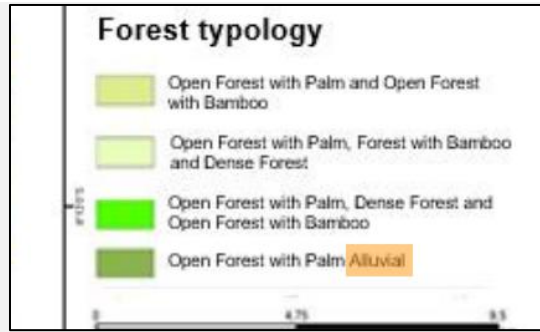 Forest typology
Open Forest with Palm and Open Forest
with Bamboo
Open Forest with Palm, Forest with Bamboo
and Dense Forest
Open Forest with Palm, Dense Forest and
Open Forest with Bamboo
Open Forest with Palm Alluvial
0 4.75 9.5